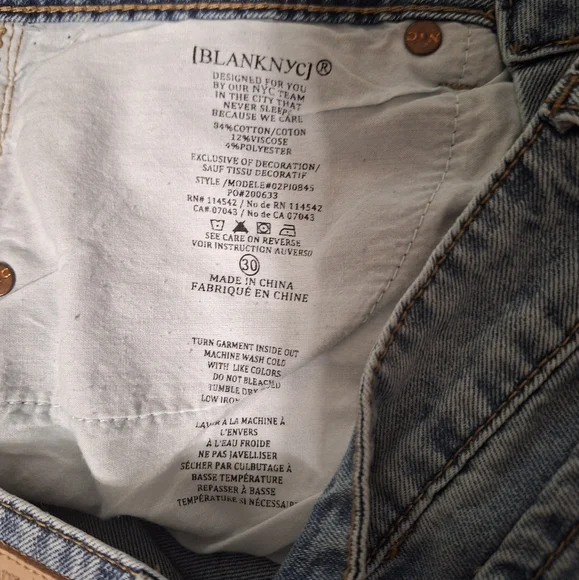 [BLANKNYC]®
DESIGNED FOR YOU
BY OUR NYC TEAM
IN THE CITY THAT
NEVER SLEEPS
BECAUSE WE CARE
84%COTTON/COTON
12%VISCOSE
4%POLYESTER
EXCLUSIVE OF DECORATION/
SAUF TISSU DECORATIF
STYLE /MODELE#02PI0845
PO#200633
RN# 114542 / No de RN 114542
CA# 07043 / No de CA 07043
SEE CARE ON REVERSE
VOIR INSTRUCTION AUVERSO
30
MADE IN CHINA
FABRIQUÉ EN CHINE
TURN GARMENT INSIDE OUT
MACHINE WASH COLD
WITH LIKE COLORS
DO NOT BLEACH
TUMBLE DRY
LOW IRON
LAVER À LA MACHINE À
L'ENVERS
À L'EAU FROIDE
NE PAS JAVELLISER
SÉCHER PAR CULBUTAGE À
BASSE TEMPÉRATURE
REPASSER À BASSE
TEMPÉRATURE SI NÉCESSAIRE